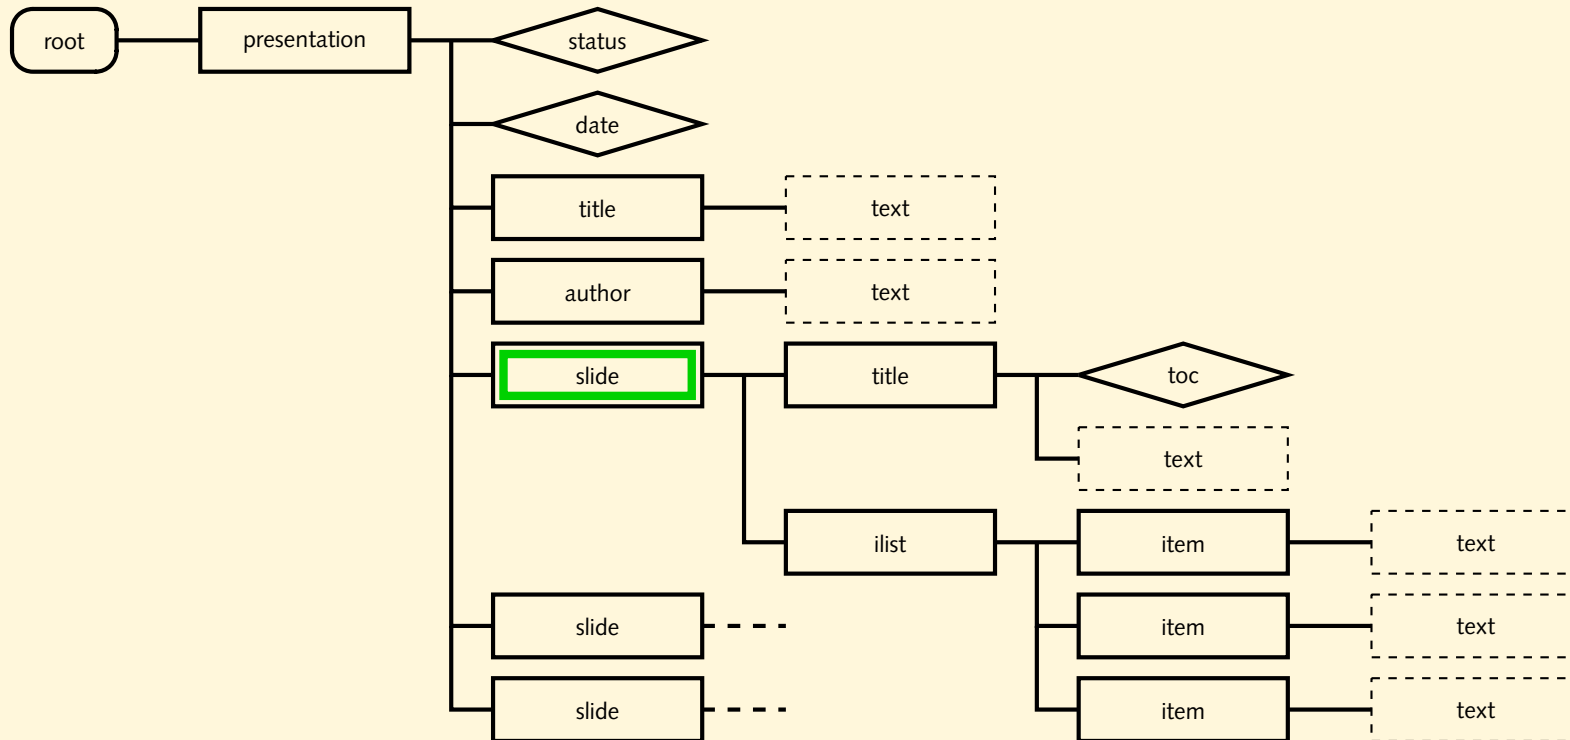 root presentation status
date
title text
author text
slide title toc
text
ilist item text
slide item text
slide item text